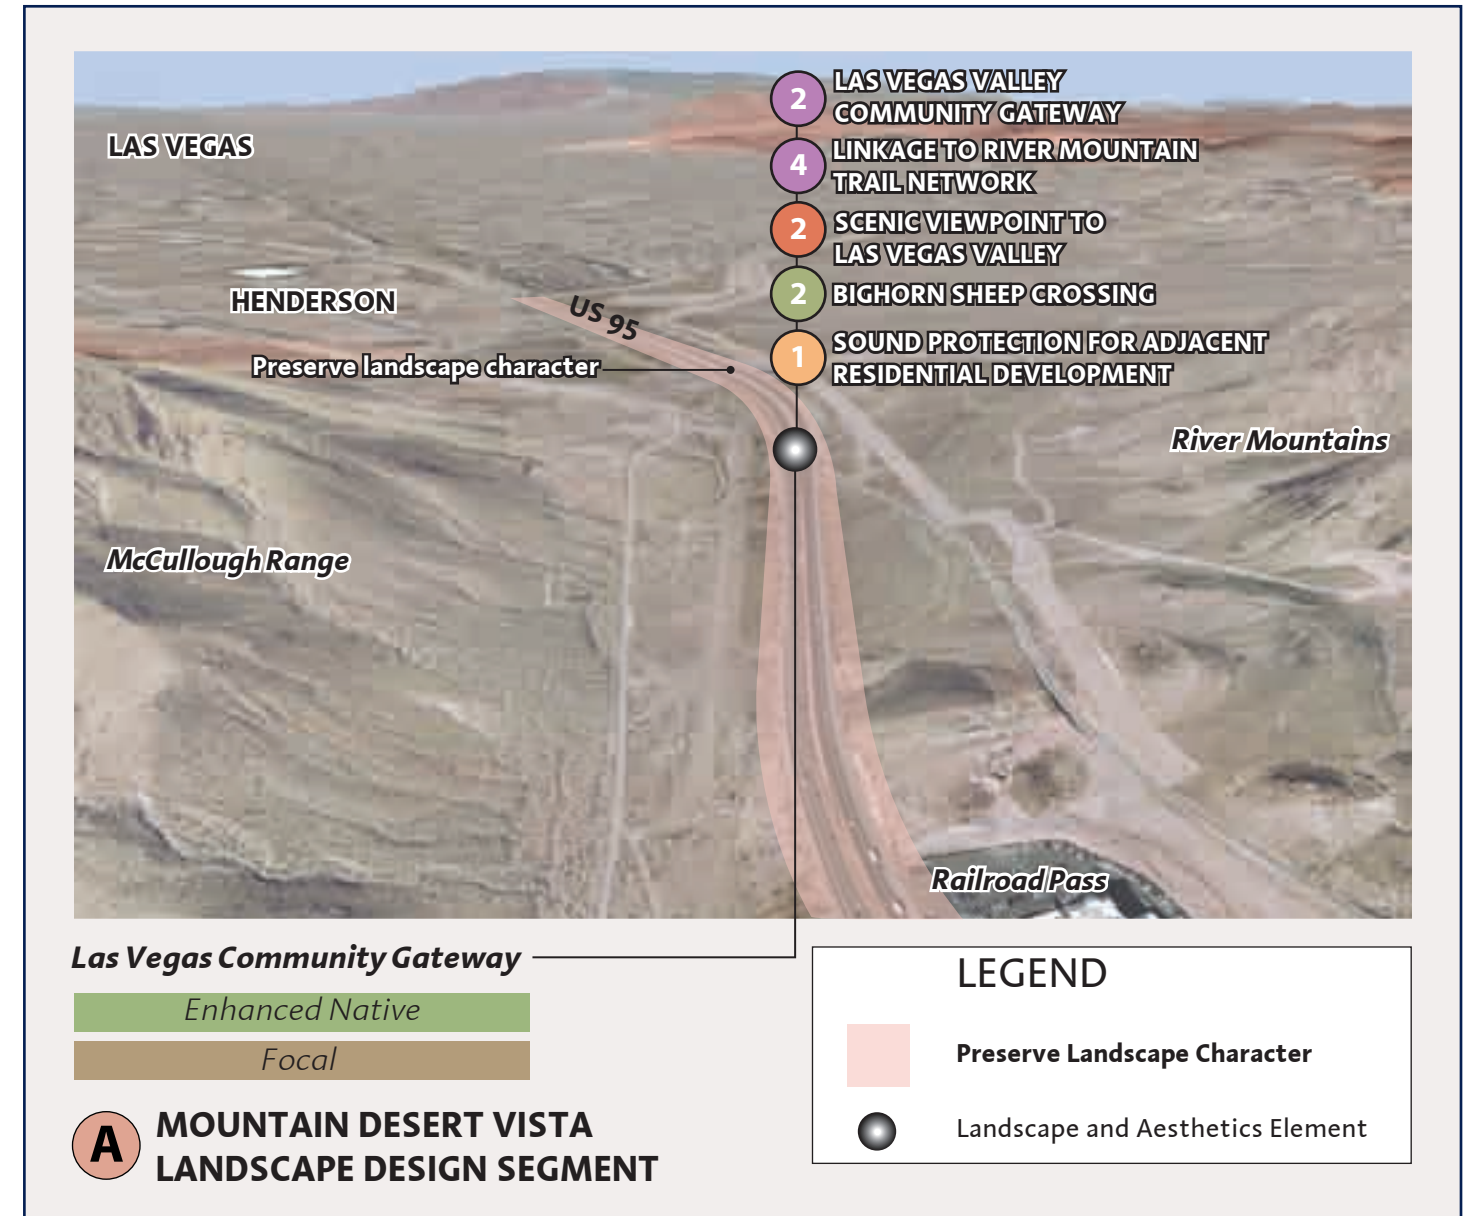 2 LAS VEGAS VALLEY
COMMUNITY GATEWAY
LAS VEGAS
4 LINKAGE TO RIVER MOUNTAIN
TRAIL NETWORK
2 SCENIC VIEWPOINT TO
LAS VEGAS VALLEY
HENDERSON
2 BIGHORN SHEEP CROSSING
US 95
1 SOUND PROTECTION FOR ADJACENT
RESIDENTIAL DEVELOPMENT
Preserve landscape character
River Mountains
McCullough Range
Railroad Pass
Las Vegas Community Gateway
Enhanced Native
Focal
A MOUNTAIN DESERT VISTA
LANDSCAPE DESIGN SEGMENT
LEGEND
Preserve Landscape Character
Landscape and Aesthetics Element